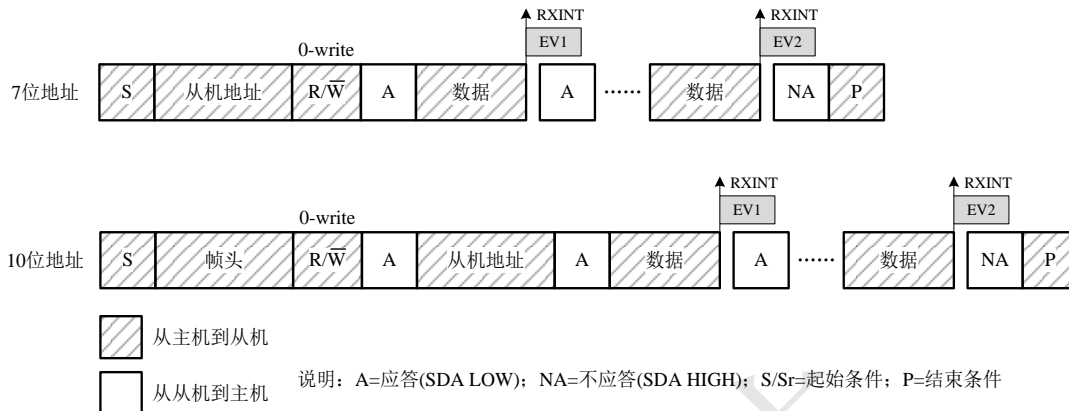 RXINT RXINT
EV1 EV2
0-write
7位地址 S 从机地址 R/W̅ A 数据 A …… 数据 NA P
RXINT RXINT
EV1 EV2
0-write
10位地址 S 帧头 R/W̅ A 从机地址 A 数据 A …… 数据 NA P
从主机到从机
从从机到主机
说明：A=应答(SDA LOW)；NA=不应答(SDA HIGH)；S/Sr=起始条件；P=结束条件